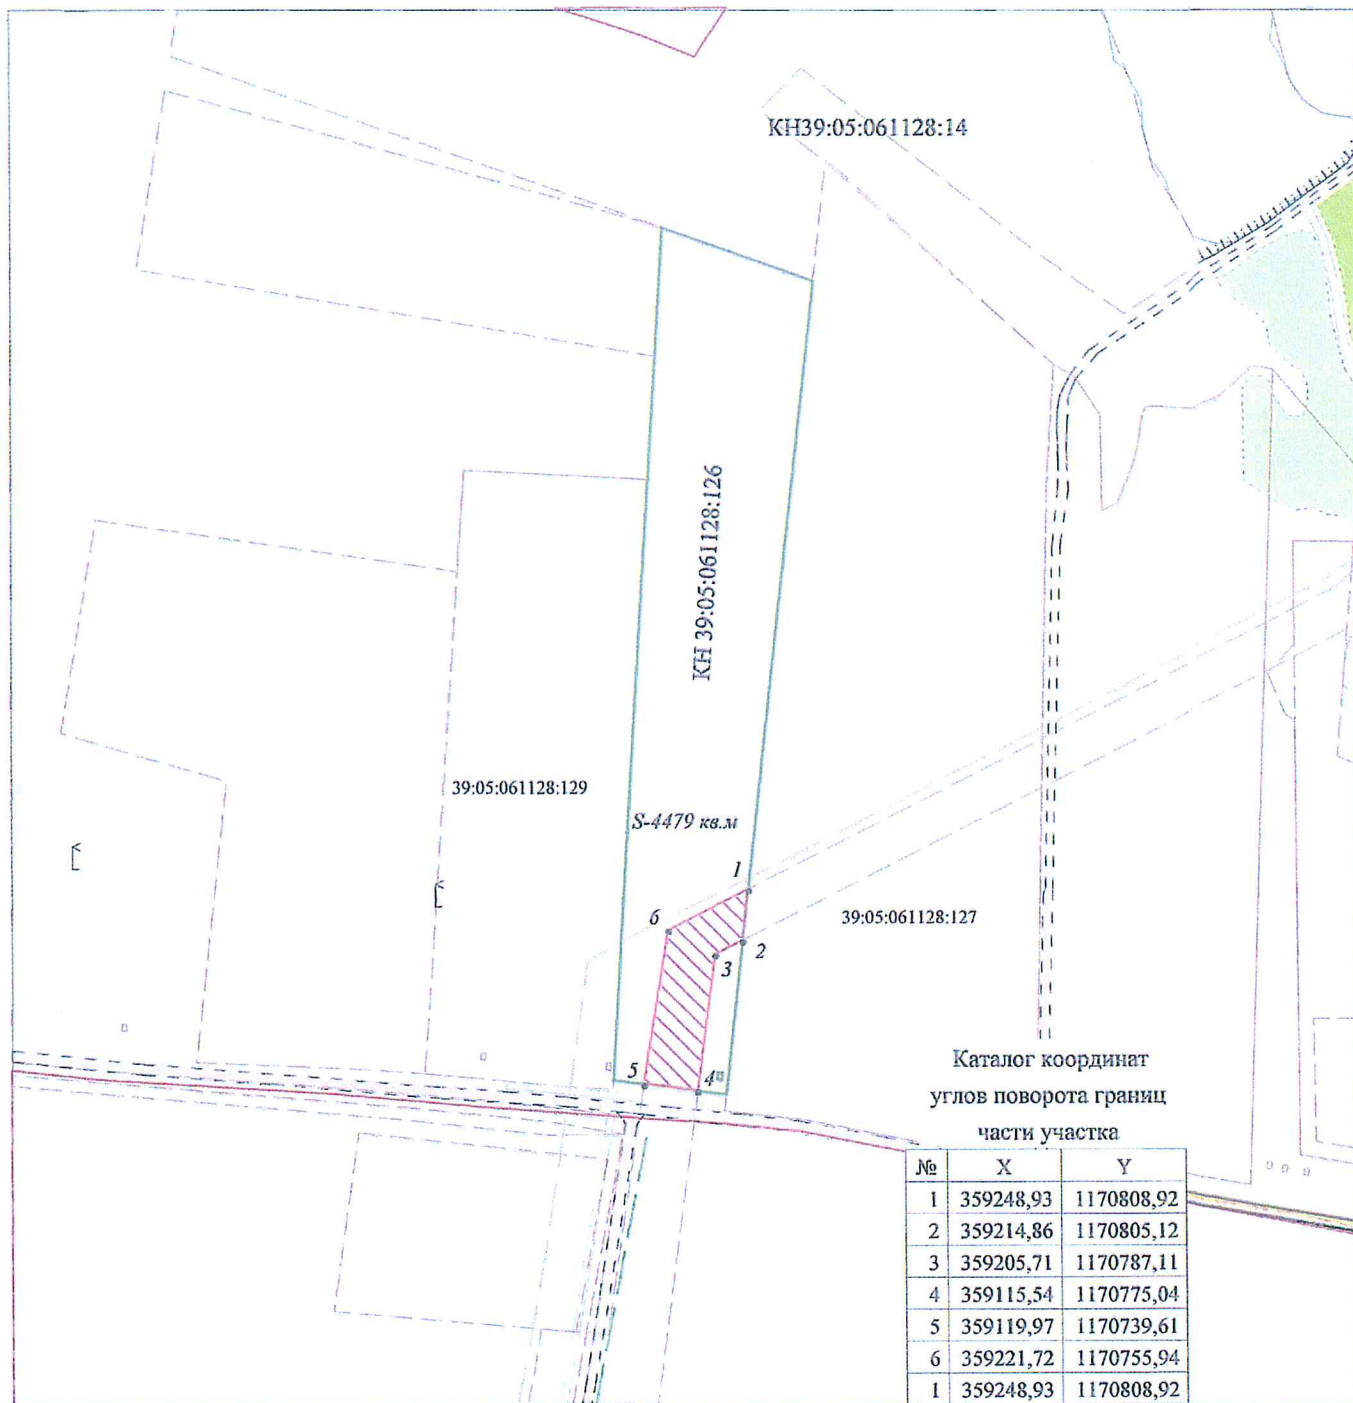 КН39:05:061128:14
КН 39:05:061128:126
39:05:061128:129
S-4479 кв.м
1
6
39:05:061128:127
2
3
5
4
Каталог координат
углов поворота границ
части участка
№ X Y
1 359248,93 1170808,92
2 359214,86 1170805,12
3 359205,71 1170787,11
4 359115,54 1170775,04
5 359119,97 1170739,61
6 359221,72 1170755,94
1 359248,93 1170808,92